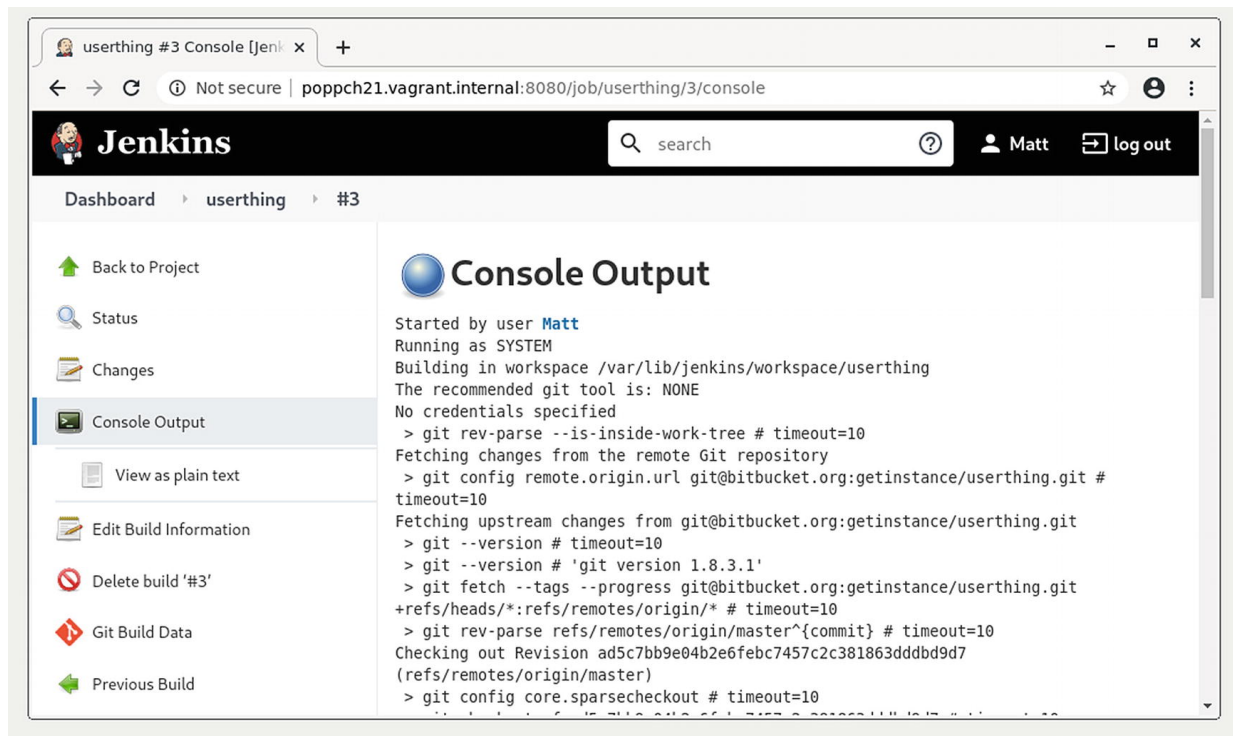 userthing #3 Console [Jenk
Not secure | poppch21.vagrant.internal:8080/job/userthing/3/console
Jenkins
search
Matt
log out
Dashboard
userthing
#3
Back to Project
Status
Changes
Console Output
View as plain text
Edit Build Information
Delete build '#3'
Git Build Data
Previous Build
Console Output
Started by user Matt
Running as SYSTEM
Building in workspace /var/lib/jenkins/workspace/userthing
The recommended git tool is: NONE
No credentials specified
> git rev-parse --is-inside-work-tree # timeout=10
Fetching changes from the remote Git repository
> git config remote.origin.url git@bitbucket.org:getinstance/userthing.git #
timeout=10
Fetching upstream changes from git@bitbucket.org:getinstance/userthing.git
> git --version # timeout=10
> git --version # 'git version 1.8.3.1'
> git fetch --tags --progress git@bitbucket.org:getinstance/userthing.git
+refs/heads/*:refs/remotes/origin/* # timeout=10
> git rev-parse refs/remotes/origin/master^{commit} # timeout=10
Checking out Revision ad5c7bb9e04b2e6febc7457c2c381863dddbd9d7
(refs/remotes/origin/master)
> git config core.sparsecheckout # timeout=10